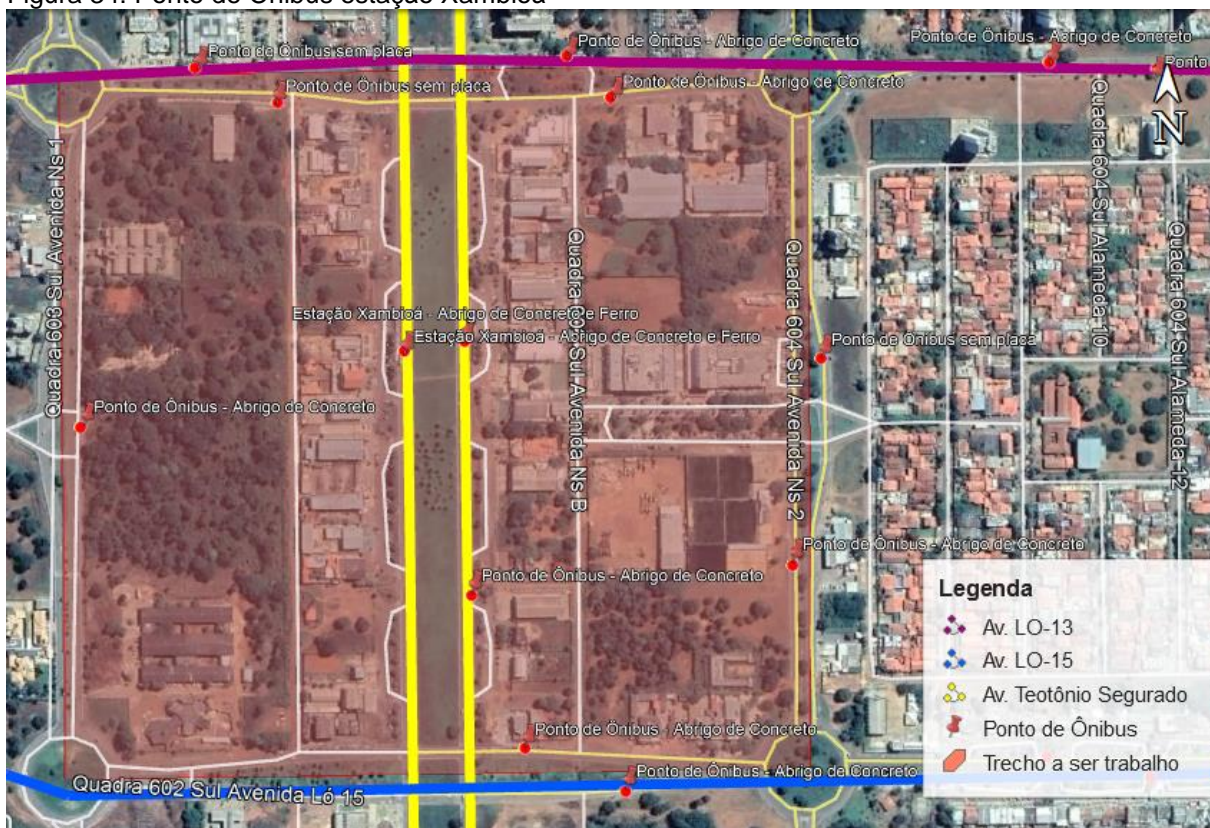 Figura 64: Ponto de Ônibus estação Xambioá
Ponto de Ônibus sem placa
Ponto de Ônibus - Abrigo de Concreto
Ponto de Ônibus - Abrigo de Concreto
Ponto
Ponto de Ônibus sem placa
Ponto de Ônibus - Abrigo de Concreto
N
Quadra 603 Sul Avenida Ns 1
Quadra 604 Sul Avenida Ns 2
Quadra 604 Sul Alameda 10
Quadra 604 Sul Alameda 12
Sul Avenida Ns B
Estação Xambioá - Abrigo de Concreto e Ferro
Estação Xambioá - Abrigo de Concreto e Ferro
Ponto de Ônibus sem placa
Ponto de Ônibus - Abrigo de Concreto
Ponto de Ônibus - Abrigo de Concreto
Ponto de Ônibus - Abrigo de Concreto
Ponto de Ônibus - Abrigo de Concreto
Ponto de Ônibus - Abrigo de Concreto
Quadra 602 Sul Avenida Ló 15
Legenda
Av. LO-13
Av. LO-15
Av. Teotônio Segurado
Ponto de Ônibus
Trecho a ser trabalho